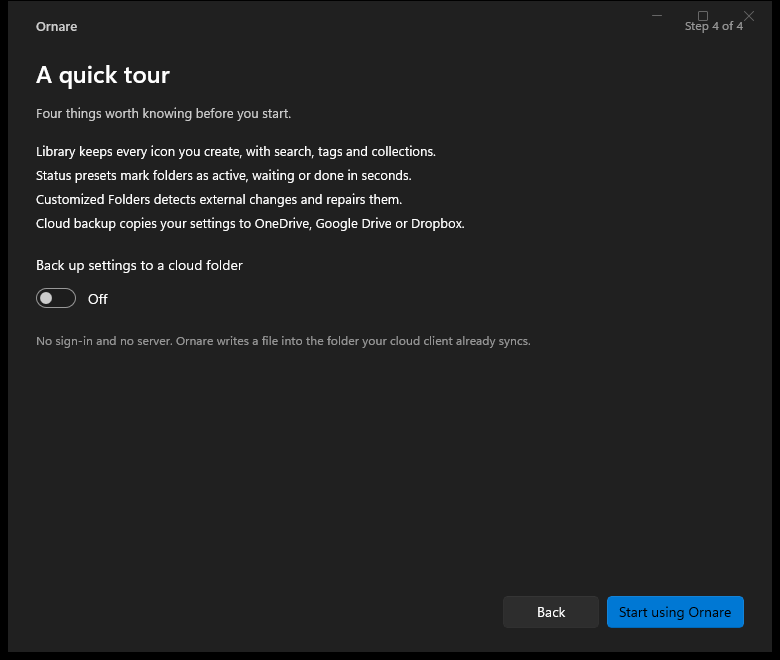 Ornare
Step 4 of 4
A quick tour
Four things worth knowing before you start.
Library keeps every icon you create, with search, tags and collections.
Status presets mark folders as active, waiting or done in seconds.
Customized Folders detects external changes and repairs them.
Cloud backup copies your settings to OneDrive, Google Drive or Dropbox.
Back up settings to a cloud folder
Off
No sign-in and no server. Ornare writes a file into the folder your cloud client already syncs.
Back
Start using Ornare